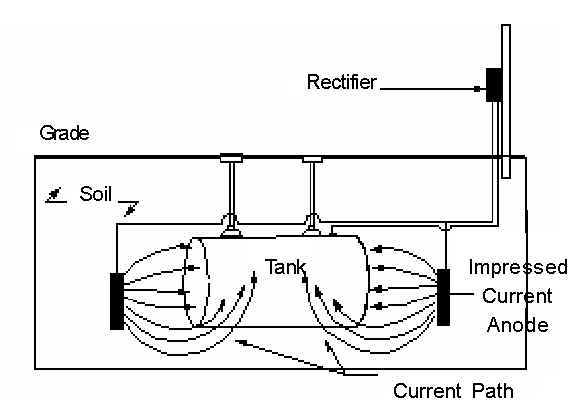 Rectifier
Grade
Soil
Tank
Impressed
Current
Anode
Current Path